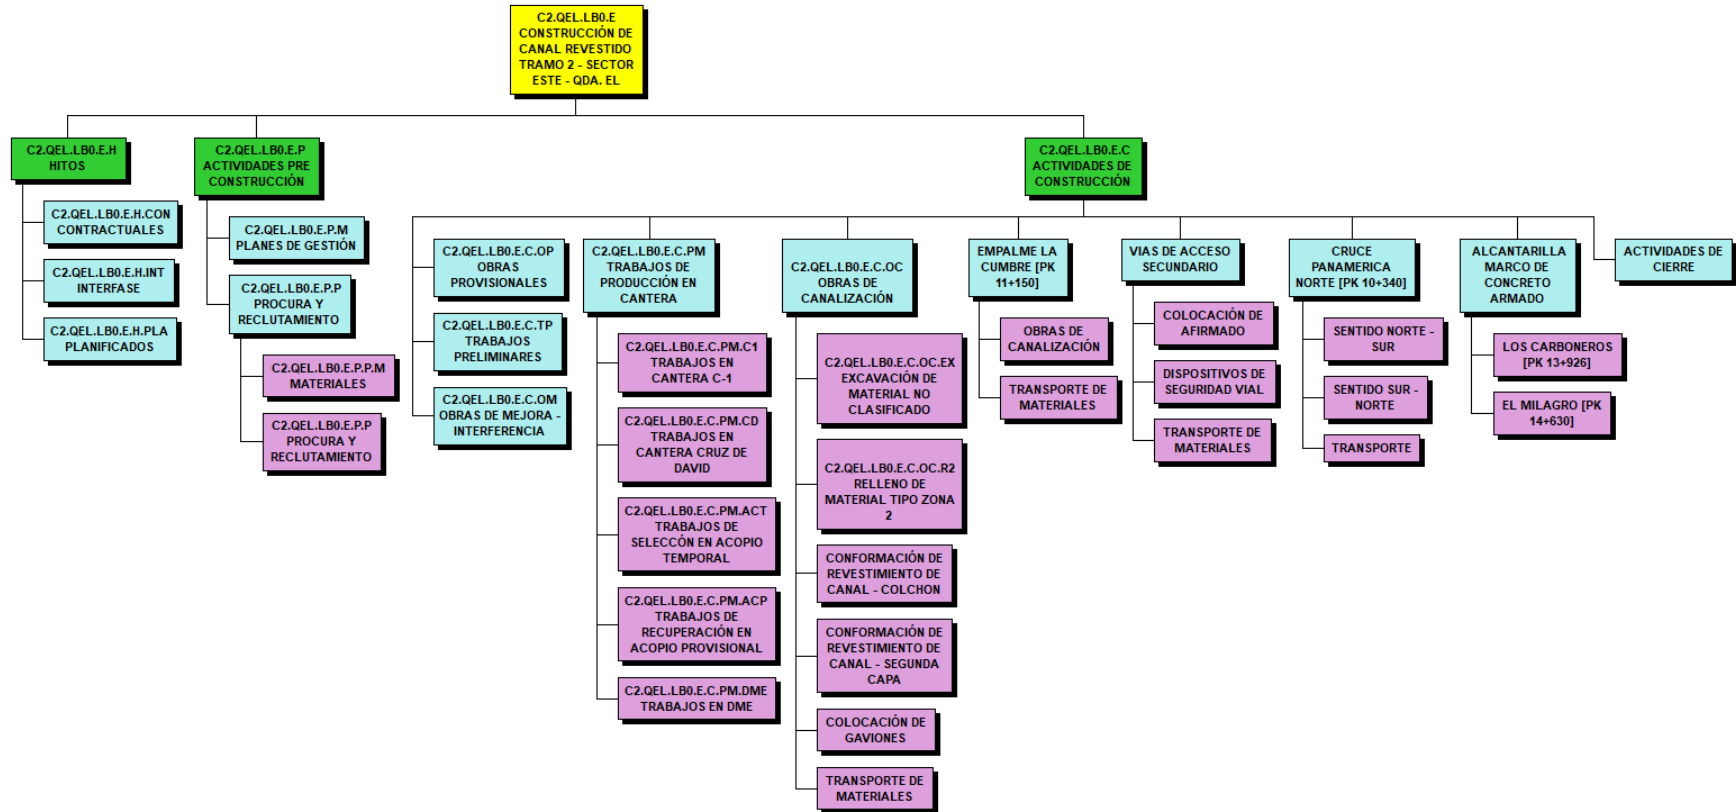 C2.QEL.LB0.E
CONSTRUCCIÓN DE
CANAL REVESTIDO
TRAMO 2 - SECTOR
ESTE - QDA. EL
C2.QEL.LB0.E.H
HITOS
C2.QEL.LB0.E.H.CON
CONTRACTUALES
C2.QEL.LB0.E.H.INT
INTERFASE
C2.QEL.LB0.E.H.PLA
PLANIFICADOS
C2.QEL.LB0.E.P
ACTIVIDADES PRE
CONSTRUCCIÓN
C2.QEL.LB0.E.P.M
PLANES DE GESTIÓN
C2.QEL.LB0.E.P.P
PROCURA Y
RECLUTAMIENTO
C2.QEL.LB0.E.P.P.M
MATERIALES
C2.QEL.LB0.E.P.P
PROCURA Y
RECLUTAMIENTO
C2.QEL.LB0.E.C
ACTIVIDADES DE
CONSTRUCCIÓN
C2.QEL.LB0.E.C.OP
OBRAS
PROVISIONALES
C2.QEL.LB0.E.C.TP
TRABAJOS
PRELIMINARES
C2.QEL.LB0.E.C.OM
OBRAS DE MEJORA -
INTERFERENCIA
C2.QEL.LB0.E.C.PM
TRABAJOS DE
PRODUCCIÓN EN
CANTERA
C2.QEL.LB0.E.C.PM.C1
TRABAJOS EN
CANTERA C-1
C2.QEL.LB0.E.C.PM.CD
TRABAJOS EN
CANTERA CRUZ DE
DAVID
C2.QEL.LB0.E.C.PM.ACT
TRABAJOS DE
SELECCÓN EN ACOPIO
TEMPORAL
C2.QEL.LB0.E.C.PM.ACP
TRABAJOS DE
RECUPERACIÓN EN
ACOPIO PROVISIONAL
C2.QEL.LB0.E.C.PM.DME
TRABAJOS EN DME
C2.QEL.LB0.E.C.OC
OBRAS DE
CANALIZACIÓN
C2.QEL.LB0.E.C.OC.EX
EXCAVACIÓN DE
MATERIAL NO
CLASIFICADO
C2.QEL.LB0.E.C.OC.R2
RELLENO DE
MATERIAL TIPO ZONA
2
CONFORMACIÓN DE
REVESTIMIENTO DE
CANAL - COLCHON
CONFORMACIÓN DE
REVESTIMIENTO DE
CANAL - SEGUNDA
CAPA
COLOCACIÓN DE
GAVIONES
TRANSPORTE DE
MATERIALES
EMPALME LA
CUMBRE [PK
11+150]
OBRAS DE
CANALIZACIÓN
TRANSPORTE DE
MATERIALES
VIAS DE ACCESO
SECUNDARIO
COLOCACIÓN DE
AFIRMADO
DISPOSITIVOS DE
SEGURIDAD VIAL
TRANSPORTE DE
MATERIALES
CRUCE
PANAMERICA
NORTE [PK 10+340]
SENTIDO NORTE -
SUR
SENTIDO SUR -
NORTE
TRANSPORTE
ALCANTARILLA
MARCO DE
CONCRETO
ARMADO
LOS CARBONEROS
[PK 13+926]
EL MILAGRO [PK
14+630]
ACTIVIDADES DE
CIERRE